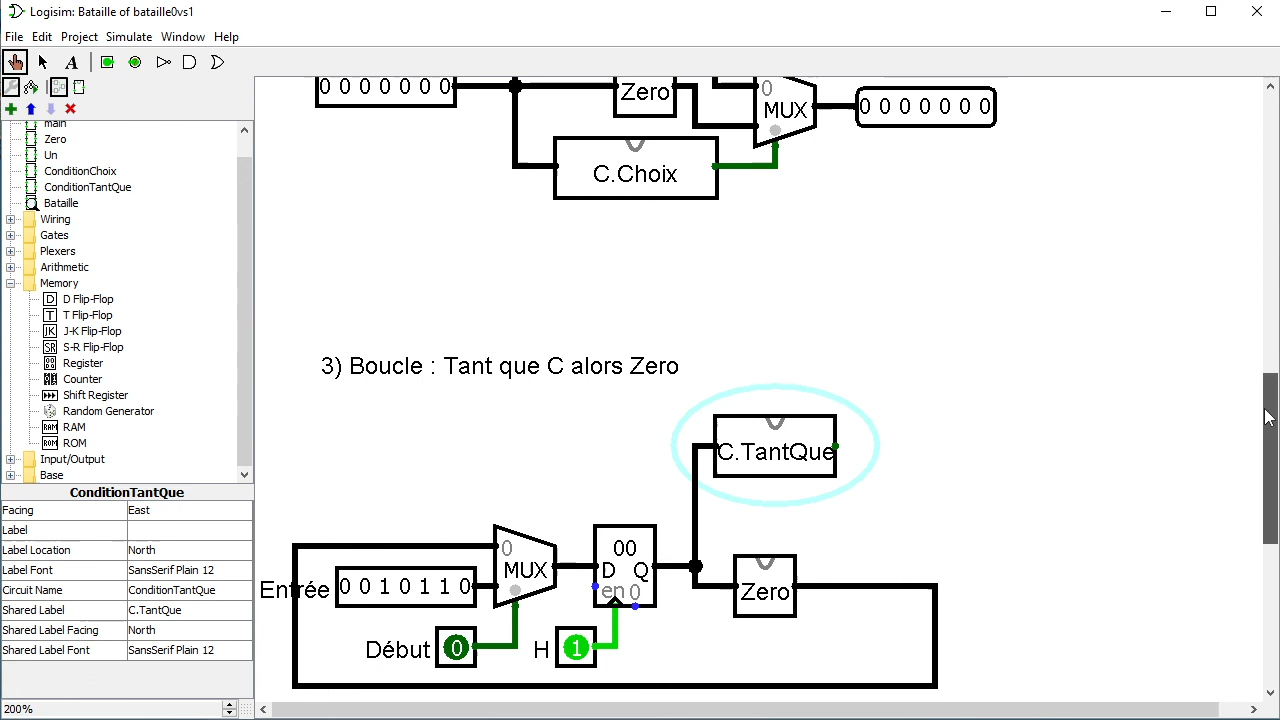 Logisim: Bataille of bataille0vs1
File Edit Project Simulate Window Help
main
Zero
Un
ConditionChoix
ConditionTantQue
Bataille
Wiring
Gates
Plexers
Arithmetic
Memory
D Flip-Flop
T Flip-Flop
J-K Flip-Flop
S-R Flip-Flop
Register
Counter
Shift Register
Random Generator
RAM
ROM
Input/Output
Base
ConditionTantQue
Facing East
Label
Label Location North
Label Font SansSerif Plain 12
Circuit Name ConditionTantQue
Shared Label C.TantQue
Shared Label Facing North
Shared Label Font SansSerif Plain 12
200%
0 0 0 0 0 0 0
Zero
0
MUX
0 0 0 0 0 0 0
C.Choix
3) Boucle : Tant que C alors Zero
C.TantQue
Entrée
0 0 1 0 1 1 0
0
MUX
00
D Q
en 0
Zero
Début 0
H 1